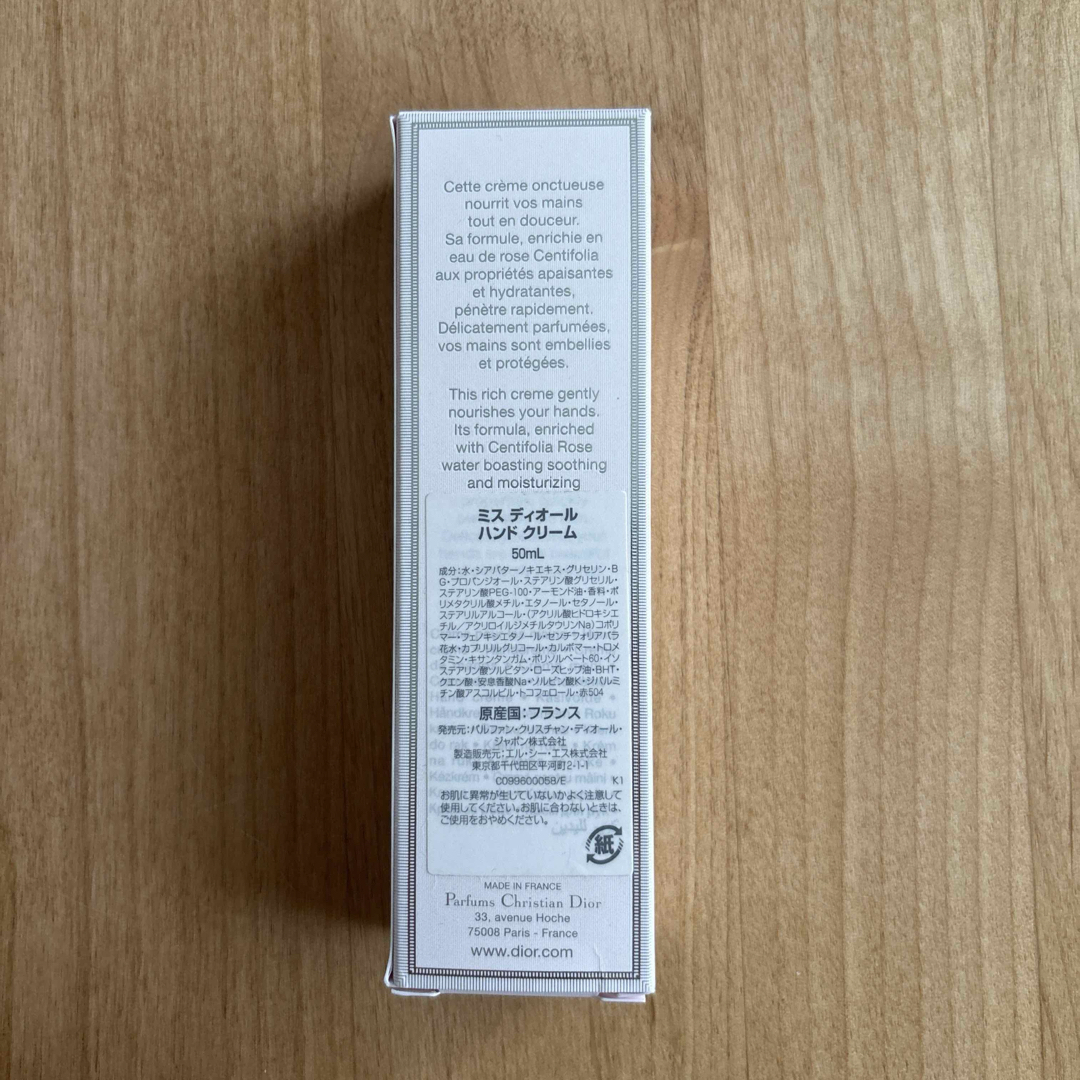 Cette crème onctueuse
nourrit vos mains
tout en douceur.
Sa formule, enrichie en
eau de rose Centifolia
aux propriétés apaisantes
et hydratantes,
pénètre rapidement.
Délicatement parfumées,
vos mains sont embellies
et protégées.
This rich creme gently
nourishes your hands.
Its formula, enriched
with Centifolia Rose
water boasting soothing
and moisturizing
ミス ディオール
ハンド クリーム
50mL
成分:水・シアバターノキエキス・グリセリン・B
G・プロパンジオール・ステアリン酸グリセリル・
ステアリン酸PEG-100・アーモンド油・香料・ポ
リメタクリル酸メチル・エタノール・セタノール・
ステアリルアルコール・(アクリル酸ヒドロキシエ
チル/アクリロイルジメチルタウリンNa)コポリ
マー・フェノキシエタノール・センチフォリアバラ
花水・カプリリルグリコール・カルボマー・トロメ
タミン・キサンタンガム・ポリソルベート60・イソ
ステアリン酸ソルビタン・ローズヒップ油・BHT・
クエン酸・安息香酸Na・ソルビン酸K・ジパルミ
チン酸アスコルビル・トコフェロール・赤504
原産国:フランス
発売元:パルファン・クリスチャン・ディオール・
ジャポン株式会社
製造販売元:エル・シー・エス株式会社
東京都千代田区平河町2-1-1
C099600058/E K1
お肌に異常が生じていないかよく注意して
使用してください。お肌に合わないときは、
ご使用をおやめください。
紙
MADE IN FRANCE
Parfums Christian Dior
33, avenue Hoche
75008 Paris - France
www.dior.com